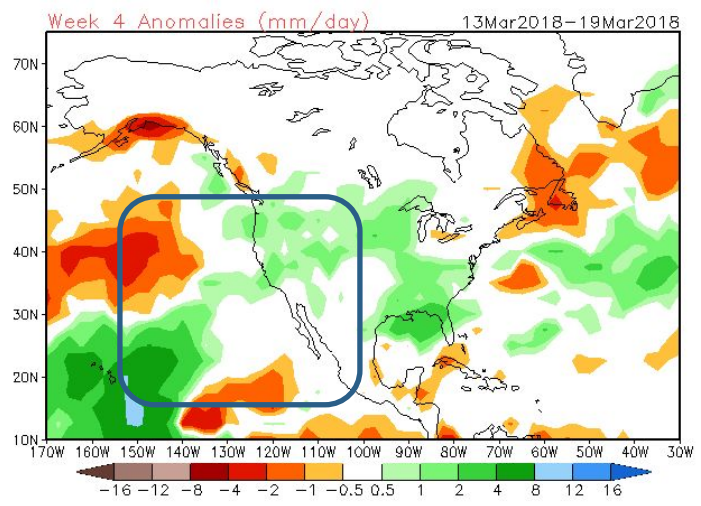 Week 4 Anomalies (mm/day) 13Mar2018-19Mar2018
70N
60N
50N
40N
30N
20N
10N
170W 160W 150W 140W 130W 120W 110W 100W 90W 80W 70W 60W 50W 40W 30W
-16 -12 -8 -4 -2 -1 -0.5 0.5 1 2 4 8 12 16